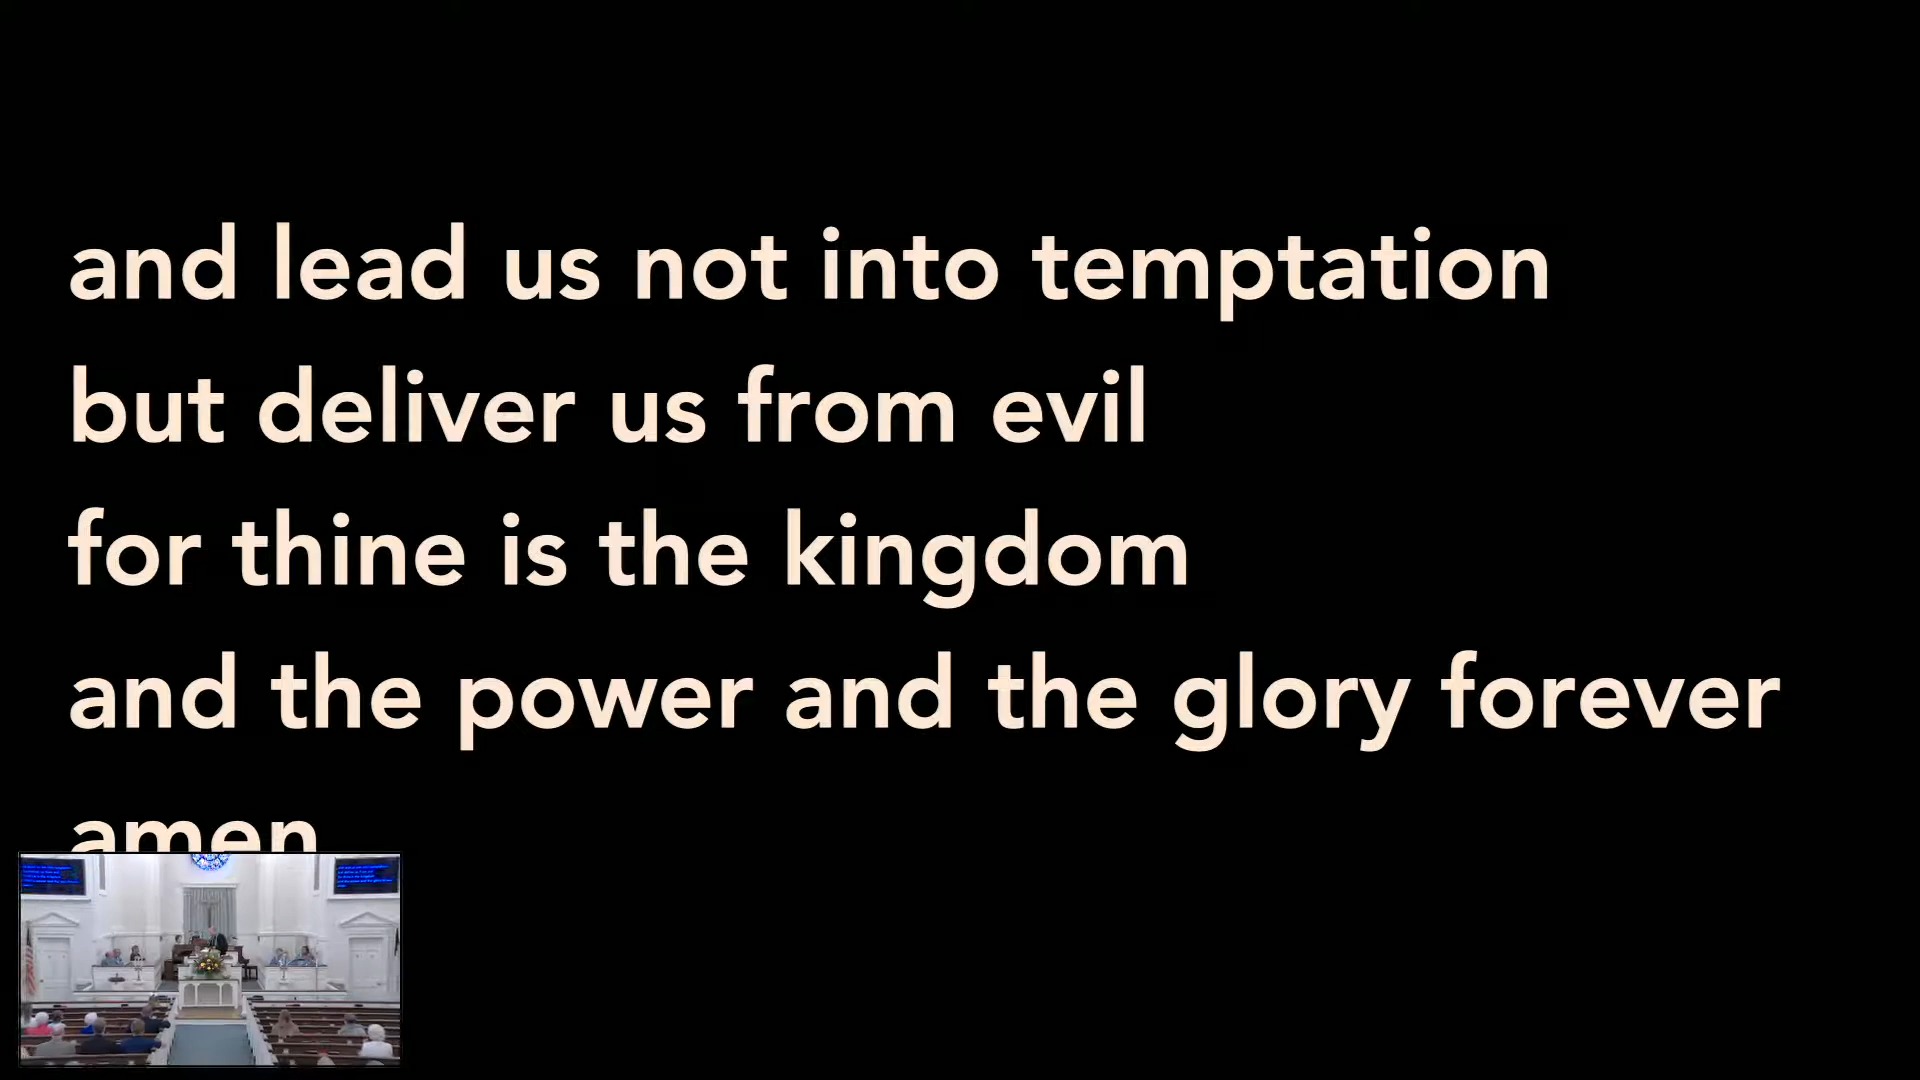 and lead us not into temptation
but deliver us from evil
for thine is the kingdom
and the power and the glory forever
amen